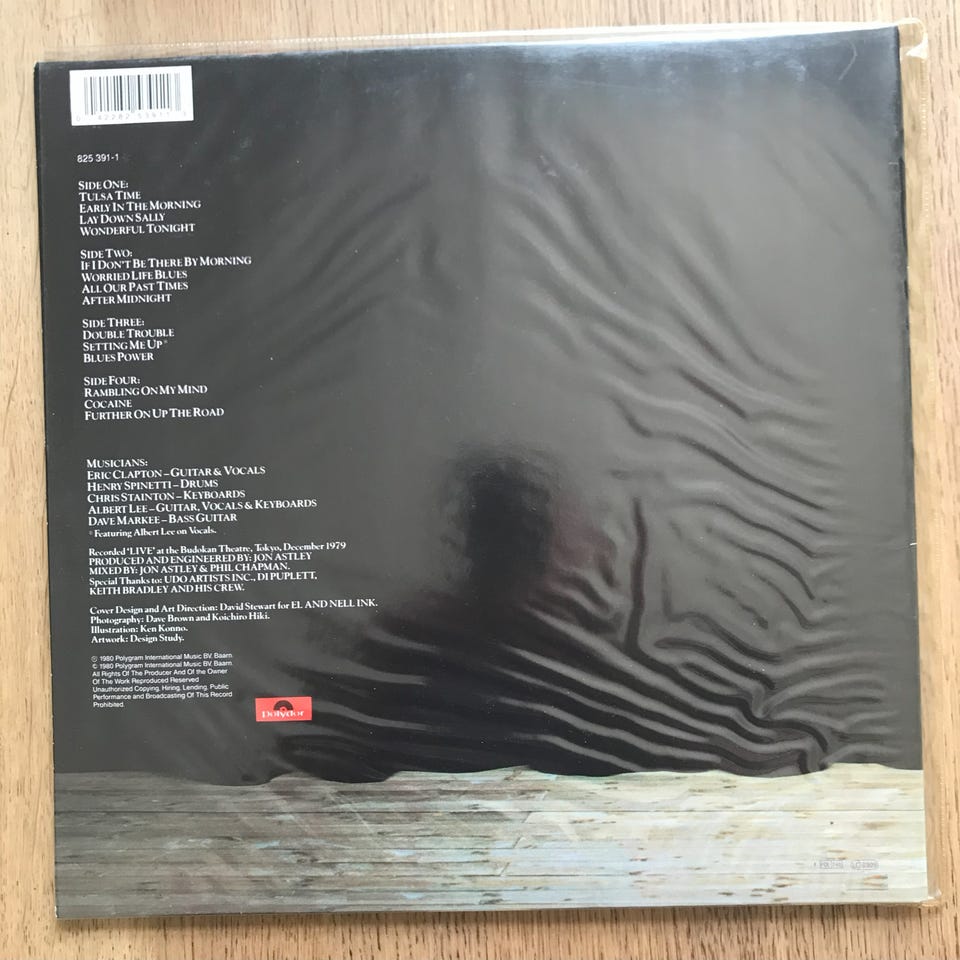 825 391-1
SIDE ONE:
TULSA TIME
EARLY IN THE MORNING
LAY DOWN SALLY
WONDERFUL TONIGHT
SIDE TWO:
IF I DON'T BE THERE BY MORNING
WORRIED LIFE BLUES
ALL OUR PAST TIMES
AFTER MIDNIGHT
SIDE THREE:
DOUBLE TROUBLE
SETTING ME UP*
BLUES POWER
SIDE FOUR:
RAMBLING ON MY MIND
COCAINE
FURTHER ON UP THE ROAD
MUSICIANS:
ERIC CLAPTON – GUITAR & VOCALS
HENRY SPINETTI – DRUMS
CHRIS STAINTON – KEYBOARDS
ALBERT LEE – GUITAR, VOCALS & KEYBOARDS
DAVE MARKEE – BASS GUITAR
*Featuring Albert Lee on Vocals.
Recorded 'LIVE' at the Budokan Theatre, Tokyo, December 1979
PRODUCED AND ENGINEERED BY: JON ASTLEY
MIXED BY: JON ASTLEY & PHIL CHAPMAN.
Special Thanks to: UDO ARTISTS INC., DI PUPLETT,
KEITH BRADLEY AND HIS CREW.
Cover Design and Art Direction: David Stewart for EL AND NELL INK.
Photography: Dave Brown and Koichiro Hiki.
Illustration: Ken Konno.
Artwork: Design Study.
℗ 1980 Polygram International Music BV. Baarn.
© 1980 Polygram International Music BV. Baarn.
All Rights Of The Producer And Of the Owner
Of The Work Reproduced Reserved
Unauthorized Copying, Hiring, Lending, Public
Performance and Broadcasting Of This Record
Prohibited.
Polydor